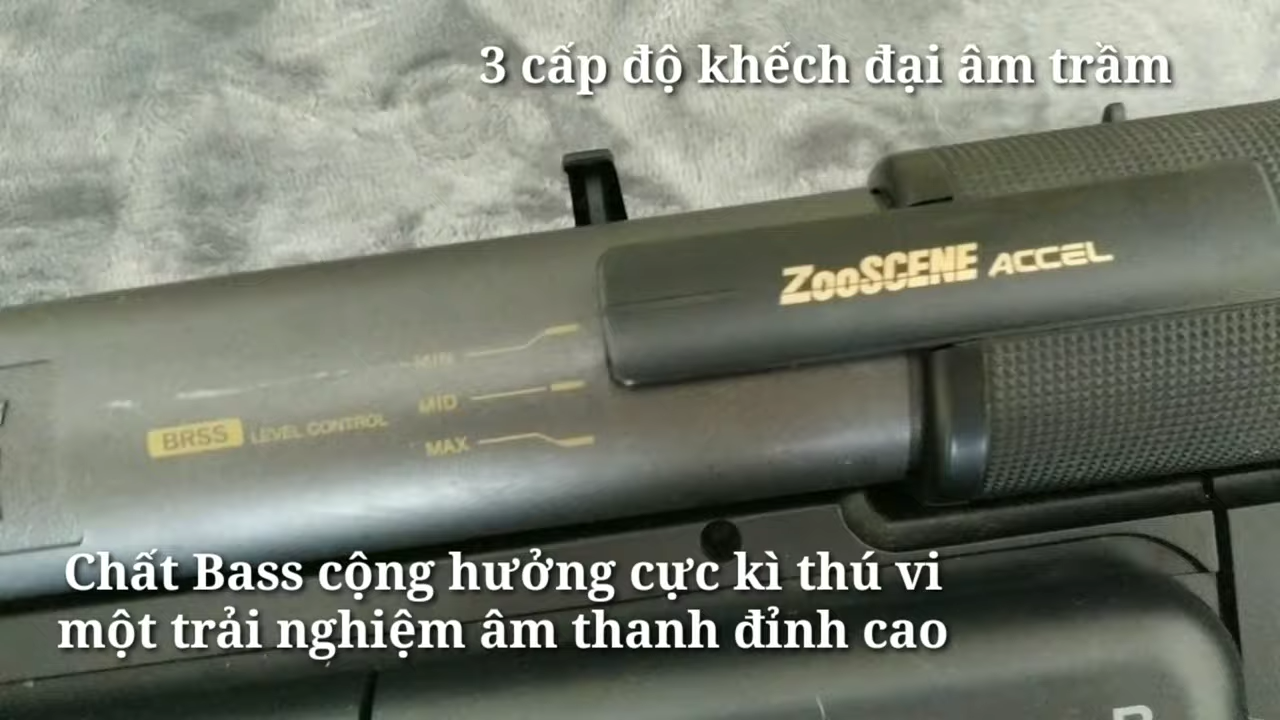 3 cấp độ khếch đại âm trầm
ZooSCENE ACCEL
MIN
MID
BRSS LEVEL CONTROL
MAX
Chất Bass cộng hưởng cực kì thú vi
một trải nghiệm âm thanh đỉnh cao